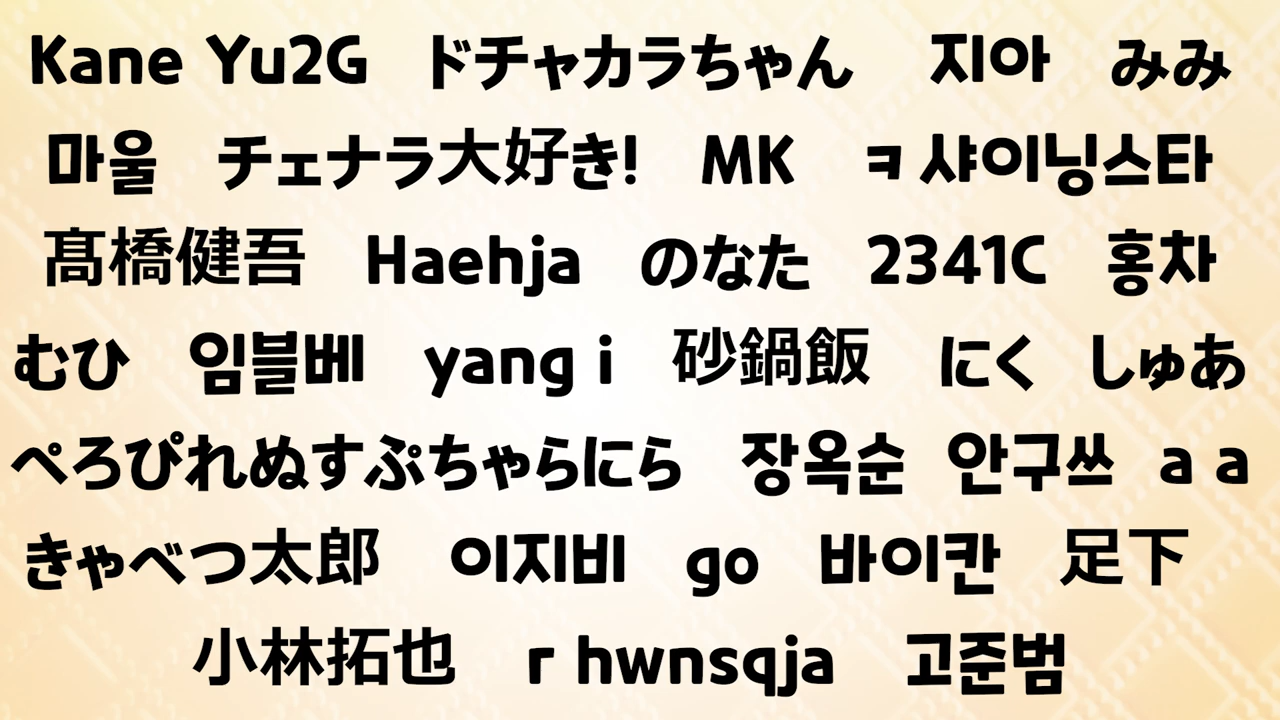 Kane Yu2G ドチャカラちゃん 지아 みみ
마울 チェナラ大好き! MK ㅋ 샤이닝스타
髙橋健吾 Haehja のなた 2341C 홍차
むひ 임블베 yang i 砂鍋飯 にく しゅあ
ぺろぴれぬすぷちゃらにら 장옥순 안구쓰 a a
きゃべつ太郎 이지비 go 바이칸 足下
小林拓也 r hwnsqja 고준범